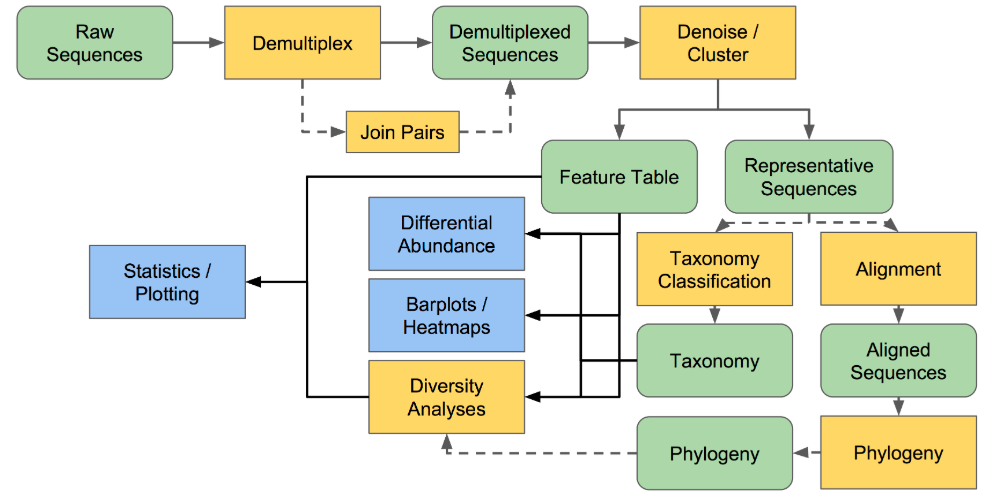 Raw
Sequences
Demultiplex
Demultiplexed
Sequences
Denoise /
Cluster
Join Pairs
Feature Table
Representative
Sequences
Differential
Abundance
Taxonomy
Classification
Alignment
Statistics /
Plotting
Barplots /
Heatmaps
Taxonomy
Aligned
Sequences
Diversity
Analyses
Phylogeny
Phylogeny